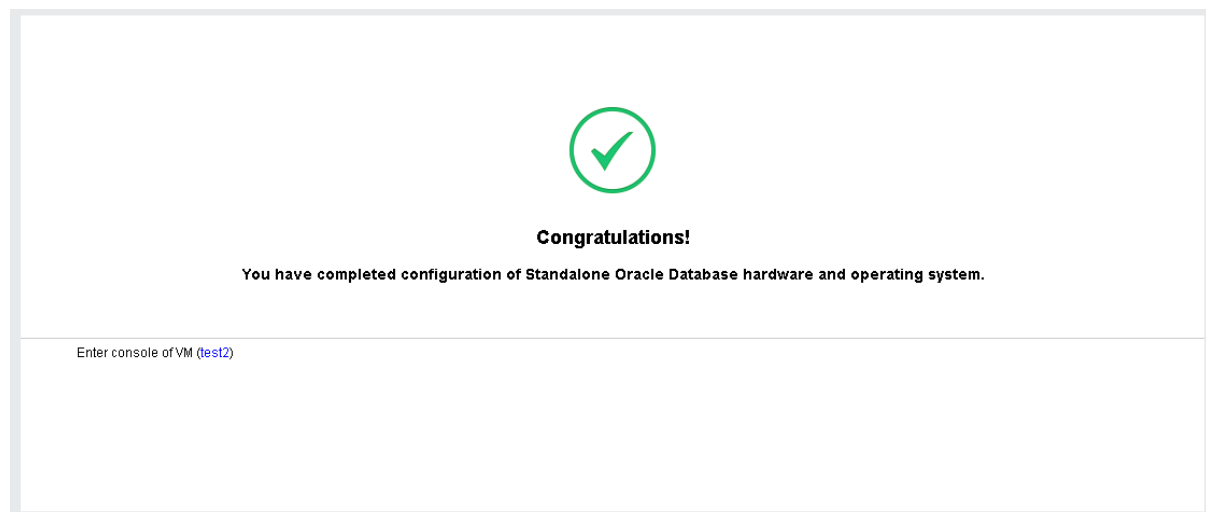 Congratulations!
You have completed configuration of Standalone Oracle Database hardware and operating system.
Enter console of VM (test2)